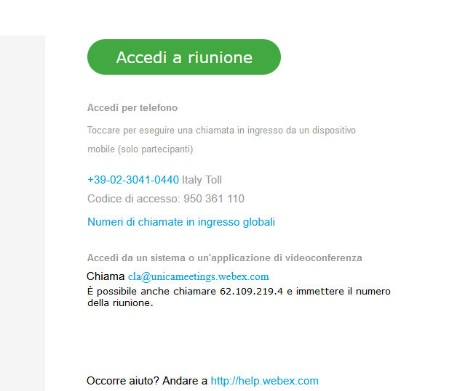 Accedi a riunione
Accedi per telefono
Toccare per eseguire una chiamata in ingresso da un dispositivo
mobile (solo partecipanti)
+39-02-3041-0440 Italy Toll
Codice di accesso: 950 361 110
Numeri di chiamate in ingresso globali
Accedi da un sistema o un'applicazione di videoconferenza
Chiama cla@unicameetings.webex.com
È possibile anche chiamare 62.109.219.4 e immettere il numero
della riunione.
Occorre aiuto? Andare a http://help.webex.com